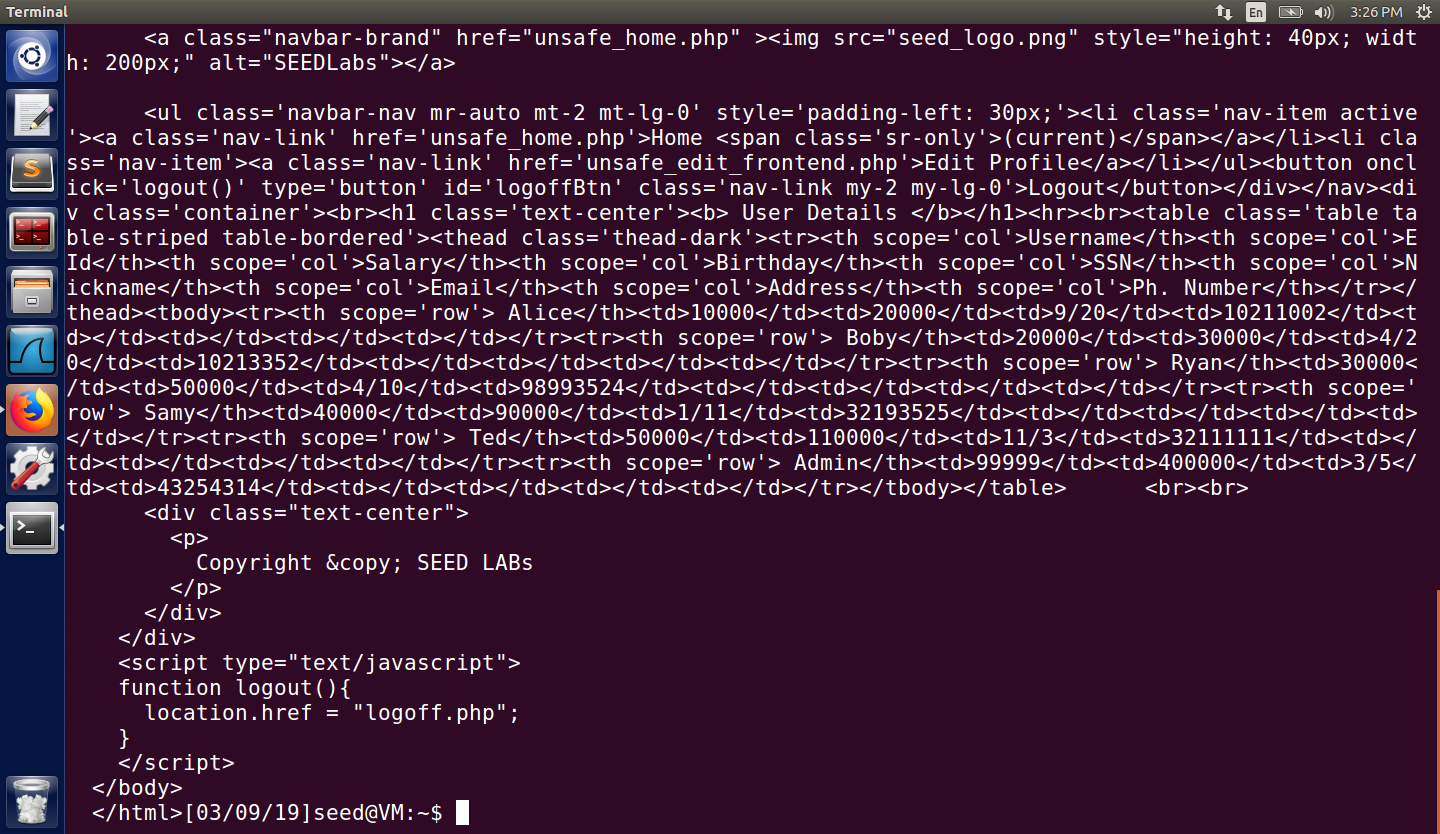 Terminal
En
3:26 PM
<a class="navbar-brand" href="unsafe_home.php" ><img src="seed_logo.png" style="height: 40px; widt
h: 200px;" alt="SEEDLabs"></a>
<ul class='navbar-nav mr-auto mt-2 mt-lg-0' style='padding-left: 30px;'><li class='nav-item active
'><a class='nav-link' href='unsafe_home.php'>Home <span class='sr-only'>(current)</span></a></li><li cla
ss='nav-item'><a class='nav-link' href='unsafe_edit_frontend.php'>Edit Profile</a></li></ul><button oncl
ick='logout()' type='button' id='logoffBtn' class='nav-link my-2 my-lg-0'>Logout</button></div></nav><di
v class='container'><br><h1 class='text-center'><b> User Details </b></h1><hr><br><table class='table ta
ble-striped table-bordered'><thead class='thead-dark'><tr><th scope='col'>Username</th><th scope='col'>E
Id</th><th scope='col'>Salary</th><th scope='col'>Birthday</th><th scope='col'>SSN</th><th scope='col'>N
ickname</th><th scope='col'>Email</th><th scope='col'>Address</th><th scope='col'>Ph. Number</th></tr></
thead><tbody><tr><th scope='row'> Alice</th><td>10000</td><td>20000</td><td>9/20</td><td>10211002</td><t
d></td><td></td><td></td><td></td></tr><tr><th scope='row'> Boby</th><td>20000</td><td>30000</td><td>4/2
0</td><td>10213352</td><td></td><td></td><td></td><td></td></tr><tr><th scope='row'> Ryan</th><td>30000<
/td><td>50000</td><td>4/10</td><td>98993524</td><td></td><td></td><td></td><td></td></tr><tr><th scope='
row'> Samy</th><td>40000</td><td>90000</td><td>1/11</td><td>32193525</td><td></td><td></td><td></td><td>
</td></tr><tr><th scope='row'> Ted</th><td>50000</td><td>110000</td><td>11/3</td><td>32111111</td><td></
td><td></td><td></td><td></td></tr><tr><th scope='row'> Admin</th><td>99999</td><td>400000</td><td>3/5</
td><td>43254314</td><td></td><td></td><td></td><td></td></tr></tbody></table>      <br><br>
<div class="text-center">
<p>
Copyright &copy; SEED LABs
</p>
</div>
</div>
<script type="text/javascript">
function logout(){
location.href = "logoff.php";
}
</script>
</body>
</html>[03/09/19]seed@VM:~$